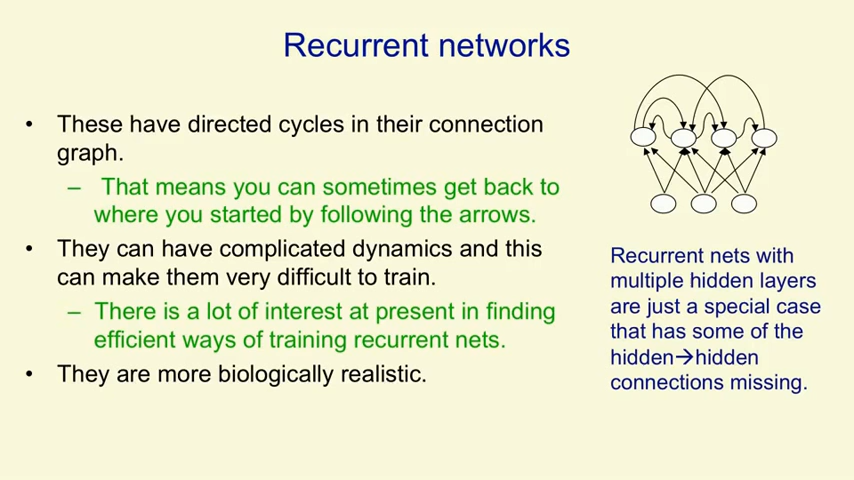 Recurrent networks
• These have directed cycles in their connection
graph.
– That means you can sometimes get back to
where you started by following the arrows.
• They can have complicated dynamics and this
can make them very difficult to train.
– There is a lot of interest at present in finding
efficient ways of training recurrent nets.
• They are more biologically realistic.
Recurrent nets with
multiple hidden layers
are just a special case
that has some of the
hidden→hidden
connections missing.